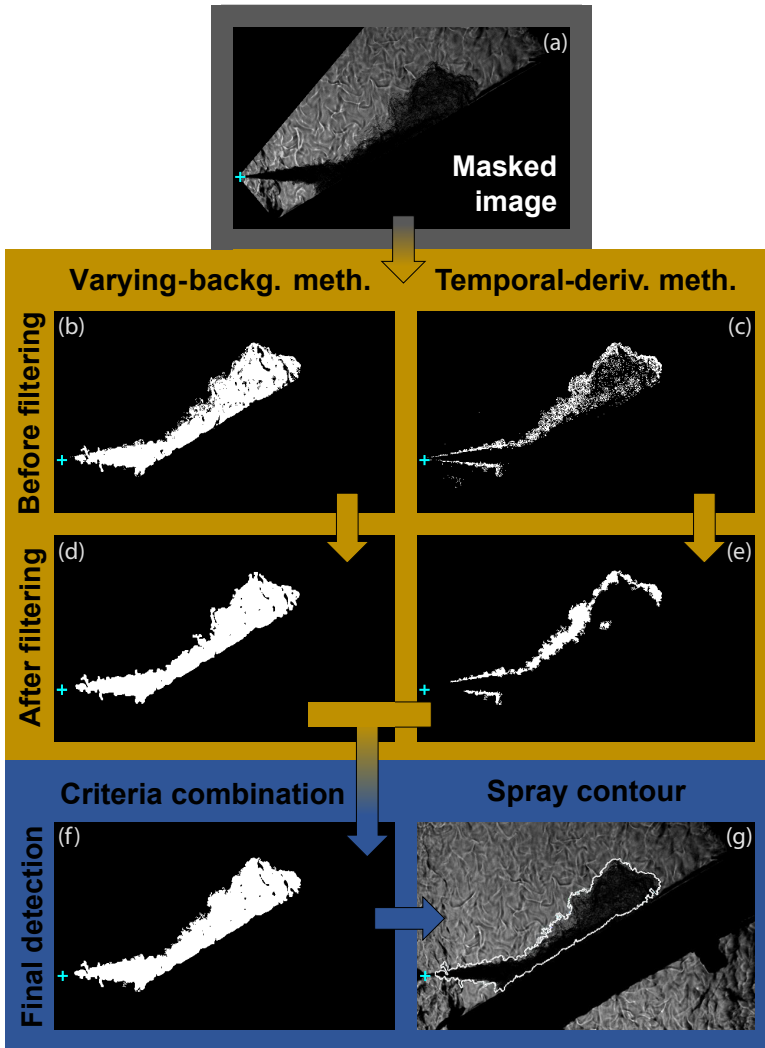 (a)
Masked
image
Varying-backg. meth.
Temporal-deriv. meth.
Before filtering
(b)
(c)
After filtering
(d)
(e)
Criteria combination
Spray contour
Final detection
(f)
(g)